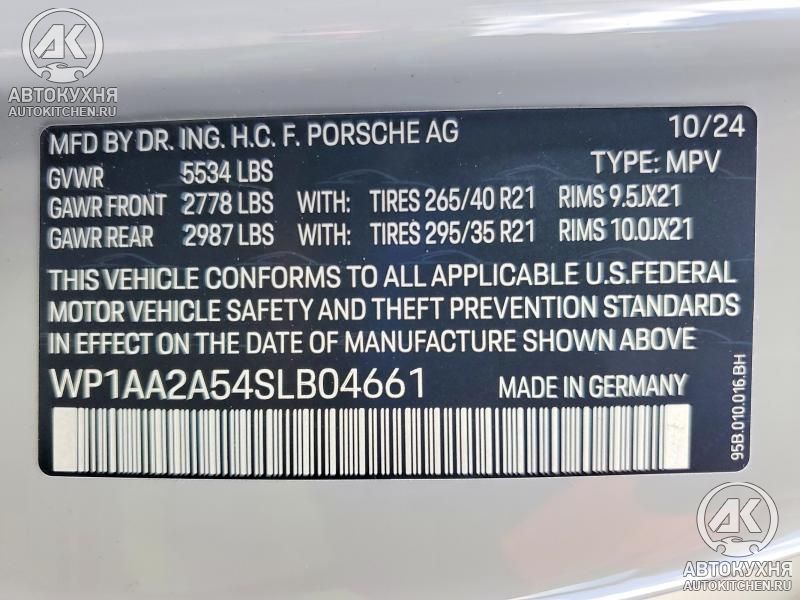 AK
АВТОКУХНЯ
AUTOKITCHEN.RU
MFD BY DR. ING. H.C. F. PORSCHE AG 10/24
GVWR 5534 LBS TYPE: MPV
GAWR FRONT 2778 LBS WITH: TIRES 265/40 R21 RIMS 9.5JX21
GAWR REAR 2987 LBS WITH: TIRES 295/35 R21 RIMS 10.0JX21
THIS VEHICLE CONFORMS TO ALL APPLICABLE U.S.FEDERAL
MOTOR VEHICLE SAFETY AND THEFT PREVENTION STANDARDS
IN EFFECT ON THE DATE OF MANUFACTURE SHOWN ABOVE
WP1AA2A54SLB04661
95B.010.016.BH
AK
АВТОКУХНЯ
AUTOKITCHEN.RU